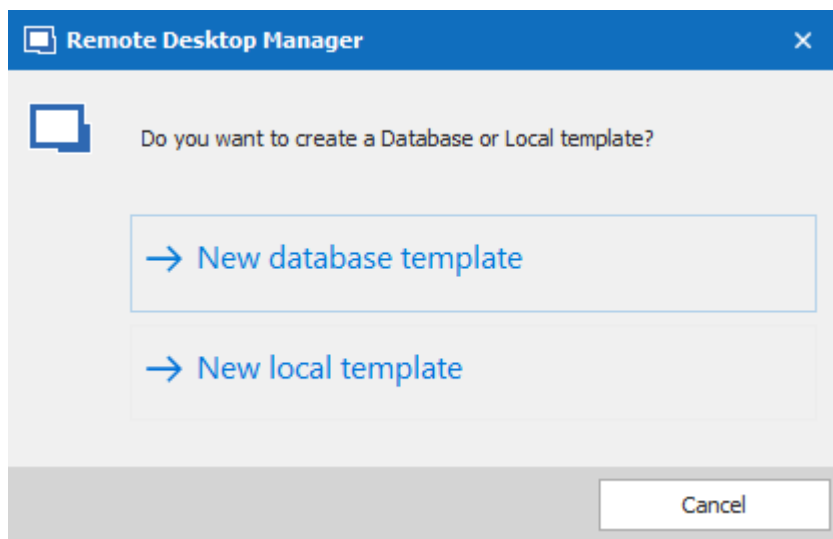 Remote Desktop Manager
Do you want to create a Database or Local template?
→ New database template
→ New local template
Cancel